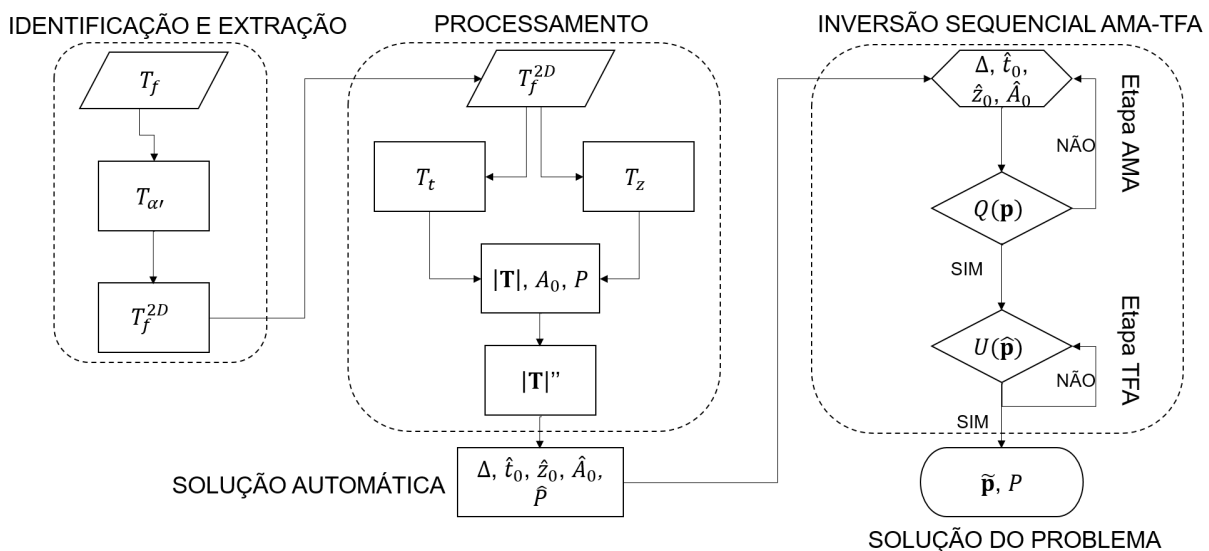 IDENTIFICAÇÃO E EXTRAÇÃO
T_f
T_α′
T_f^2D
PROCESSAMENTO
T_f^2D
T_t
T_z
|𝐓|, A_0, P
|𝐓|”
SOLUÇÃO AUTOMÁTICA
Δ, t̂_0, ẑ_0, Â_0,
P̂
INVERSÃO SEQUENCIAL AMA-TFA
Δ, t̂_0,
ẑ_0, Â_0
Etapa AMA
NÃO
Q(𝐩)
SIM
Etapa TFA
U(𝐩̂)
NÃO
SIM
𝐩̃, P
SOLUÇÃO DO PROBLEMA